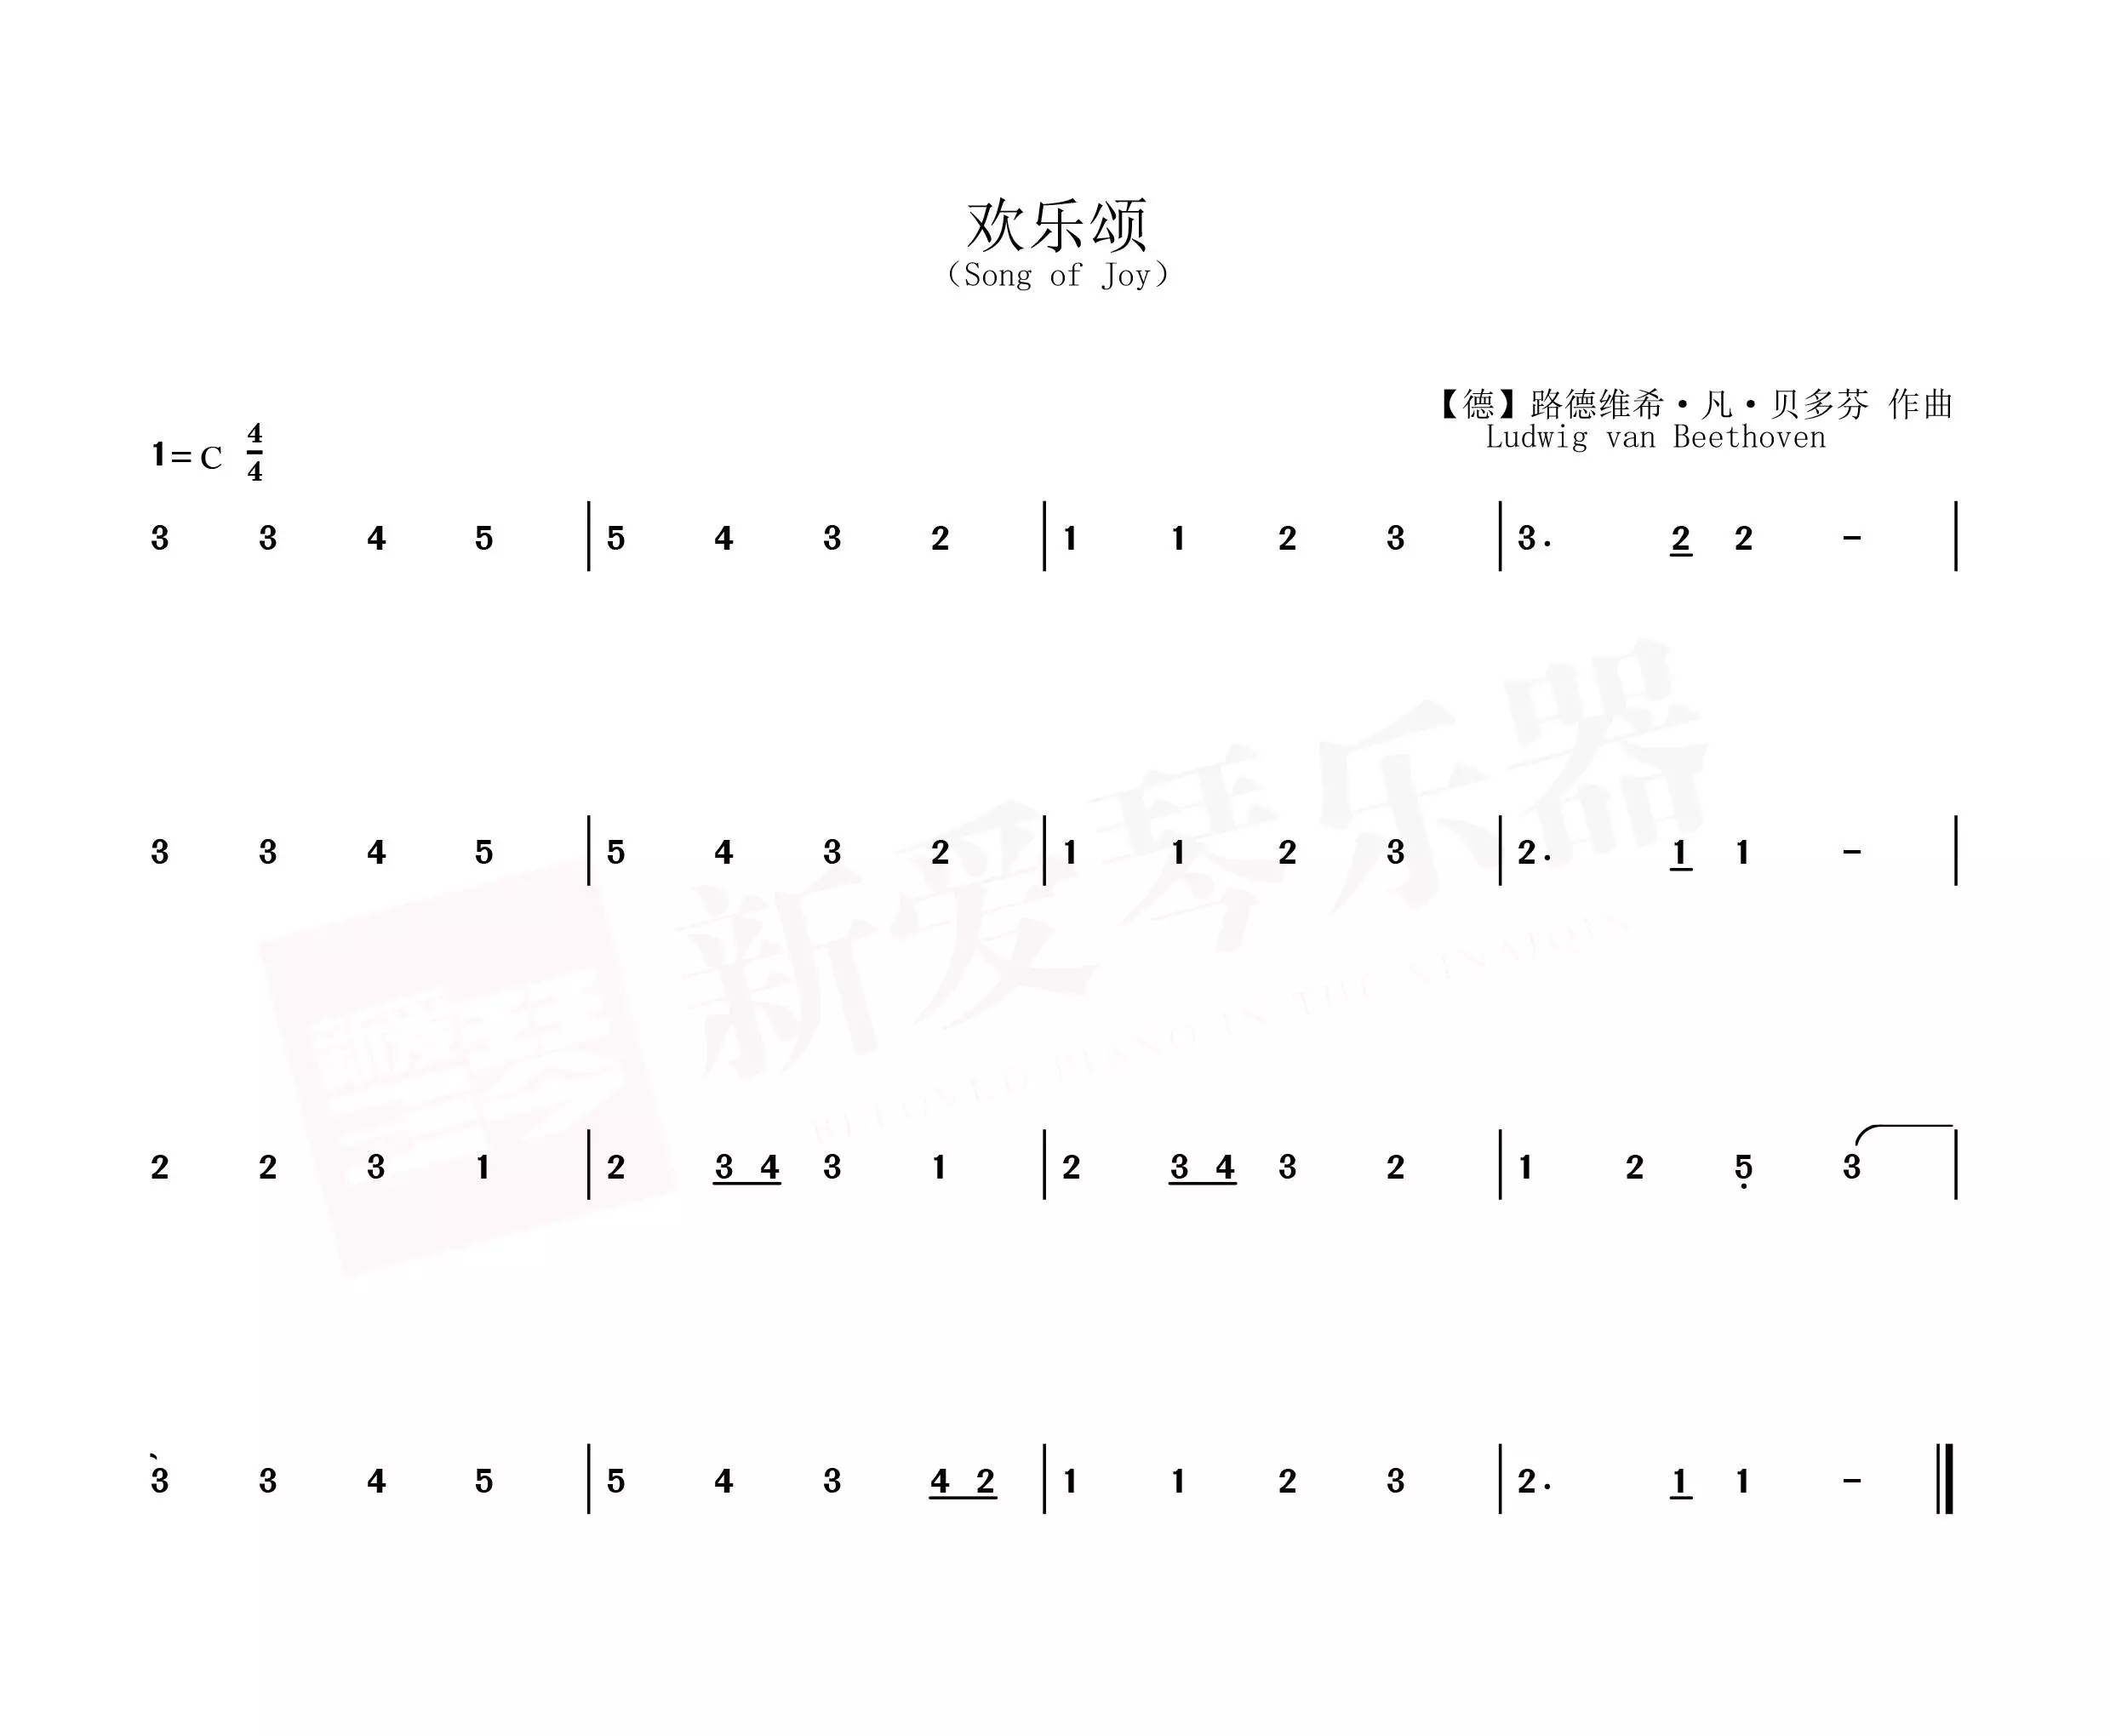 欢乐颂
(Song of Joy)
【德】路德维希·凡·贝多芬 作曲
Ludwig van Beethoven
1=C 4/4
3 3 4 5 | 5 4 3 2 | 1 1 2 3 | 3. 2 2 – |
3 3 4 5 | 5 4 3 2 | 1 1 2 3 | 2. 1 1 – |
新爱琴乐器
BELOVED PIANO IN THE XINAIQIN
新爱琴
2 2 3 1 | 2 3 4 3 1 | 2 3 4 3 2 | 1 2 5̣ 3 |
3 3 4 5 | 5 4 3 4 2 | 1 1 2 3 | 2. 1 1 – ‖